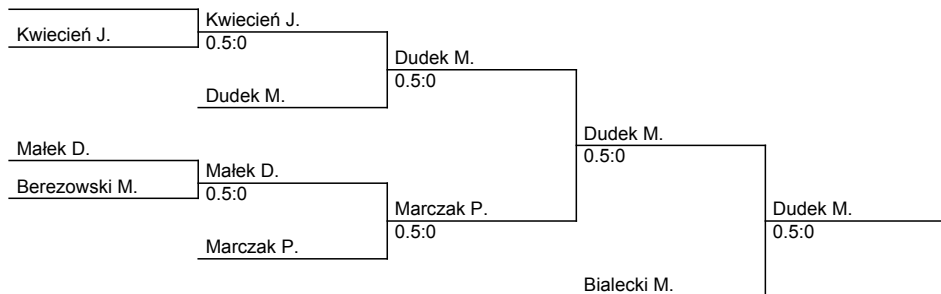 Kwiecień J.
Kwiecień J.
0.5:0
Dudek M.
Dudek M.
0.5:0
Małek D.
Berezowski M.
Małek D.
0.5:0
Marczak P.
Marczak P.
0.5:0
Dudek M.
0.5:0
Bialecki M.
Dudek M.
0.5:0